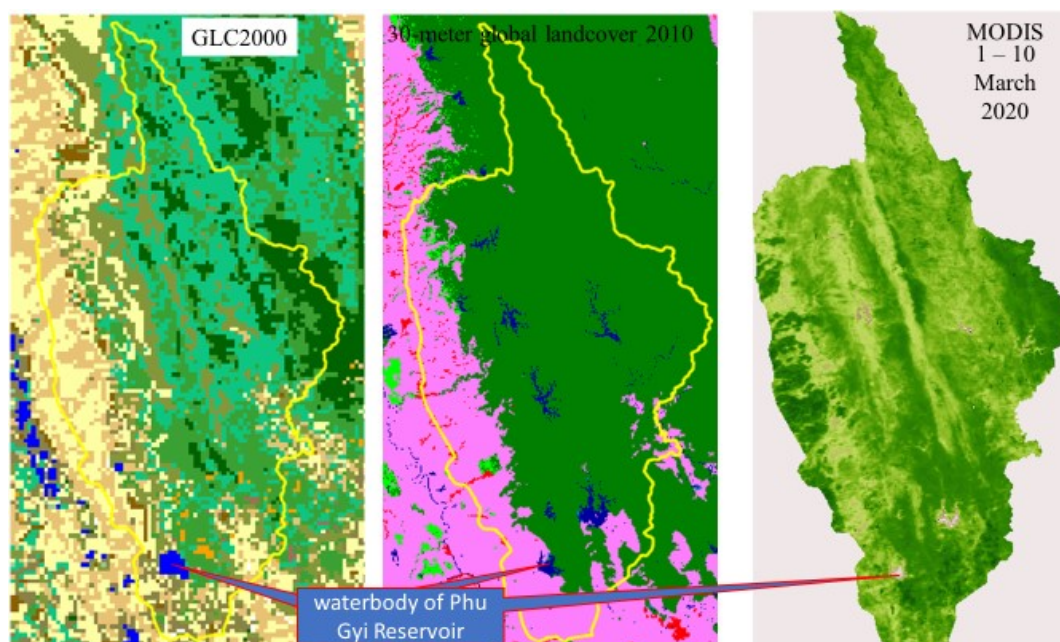 GLC2000
30-meter global landcover 2010
MODIS
1 – 10
March
2020
waterbody of Phu
Gyi Reservoir